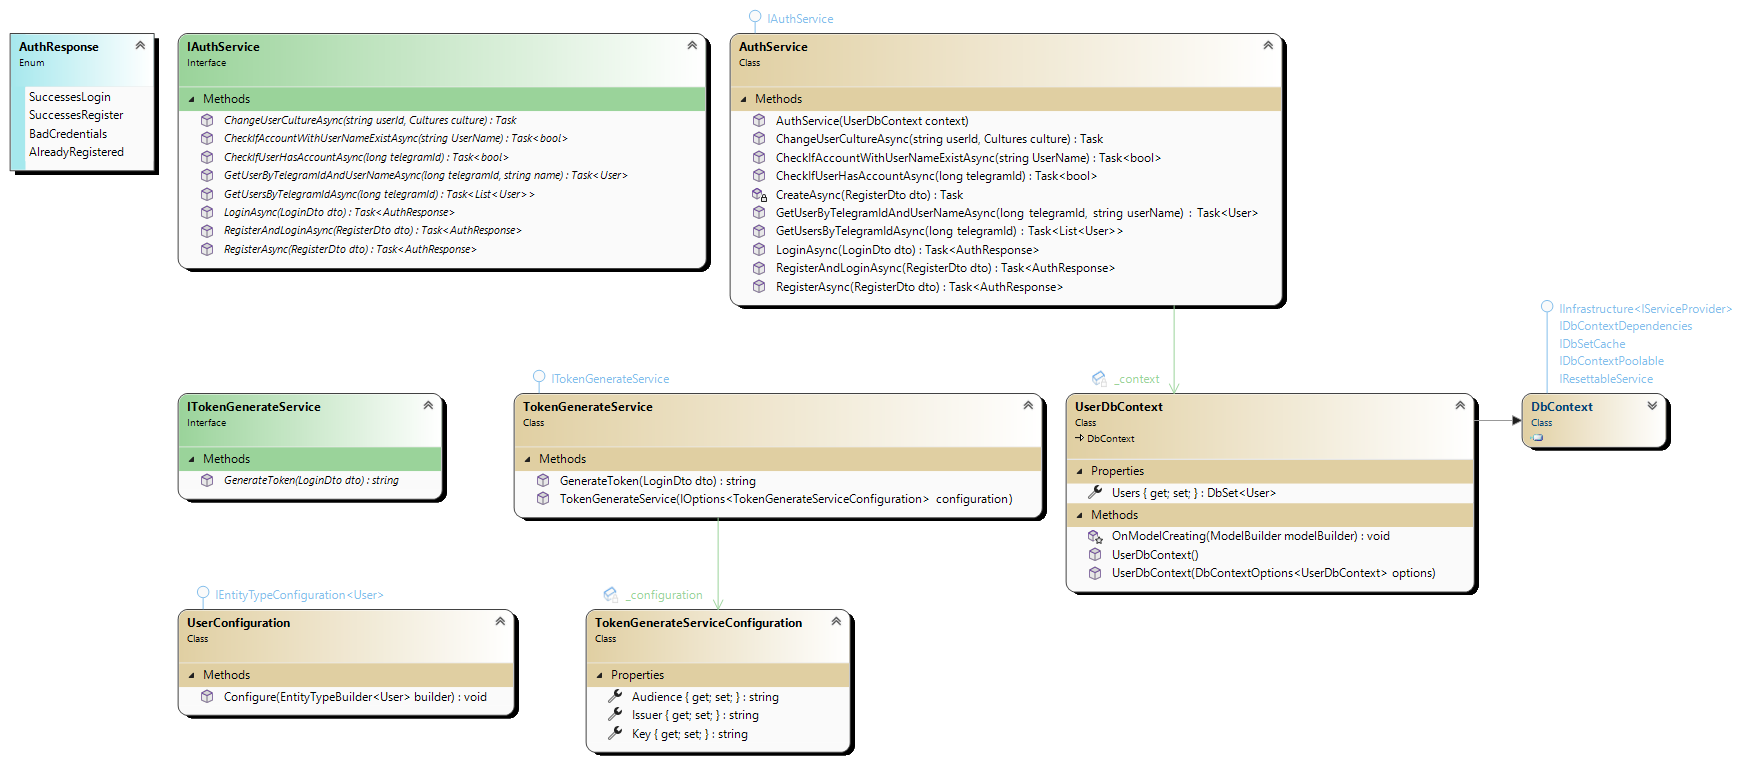 AuthResponse
Enum
SuccessesLogin
SuccessesRegister
BadCredentials
AlreadyRegistered
IAuthService
Interface
Methods
ChangeUserCultureAsync(string userId, Cultures culture) : Task
CheckIfAccountWithUserNameExistAsync(string UserName) : Task<bool>
CheckIfUserHasAccountAsync(long telegramId) : Task<bool>
GetUserByTelegramIdAndUserNameAsync(long telegramId, string name) : Task<User>
GetUsersByTelegramIdAsync(long telegramId) : Task<List<User>>
LoginAsync(LoginDto dto) : Task<AuthResponse>
RegisterAndLoginAsync(RegisterDto dto) : Task<AuthResponse>
RegisterAsync(RegisterDto dto) : Task<AuthResponse>
IAuthService
AuthService
Class
Methods
AuthService(UserDbContext context)
ChangeUserCultureAsync(string userId, Cultures culture) : Task
CheckIfAccountWithUserNameExistAsync(string UserName) : Task<bool>
CheckIfUserHasAccountAsync(long telegramId) : Task<bool>
CreateAsync(RegisterDto dto) : Task
GetUserByTelegramIdAndUserNameAsync(long telegramId, string userName) : Task<User>
GetUsersByTelegramIdAsync(long telegramId) : Task<List<User>>
LoginAsync(LoginDto dto) : Task<AuthResponse>
RegisterAndLoginAsync(RegisterDto dto) : Task<AuthResponse>
RegisterAsync(RegisterDto dto) : Task<AuthResponse>
ITokenGenerateService
Interface
Methods
GenerateToken(LoginDto dto) : string
ITokenGenerateService
TokenGenerateService
Class
Methods
GenerateToken(LoginDto dto) : string
TokenGenerateService(IOptions<TokenGenerateServiceConfiguration> configuration)
_context
UserDbContext
Class
DbContext
Properties
Users { get; set; } : DbSet<User>
Methods
OnModelCreating(ModelBuilder modelBuilder) : void
UserDbContext()
UserDbContext(DbContextOptions<UserDbContext> options)
IInfrastructure<IServiceProvider>
IDbContextDependencies
IDbSetCache
IDbContextPoolable
IResettableService
DbContext
Class
IEntityTypeConfiguration<User>
UserConfiguration
Class
Methods
Configure(EntityTypeBuilder<User> builder) : void
_configuration
TokenGenerateServiceConfiguration
Class
Properties
Audience { get; set; } : string
Issuer { get; set; } : string
Key { get; set; } : string